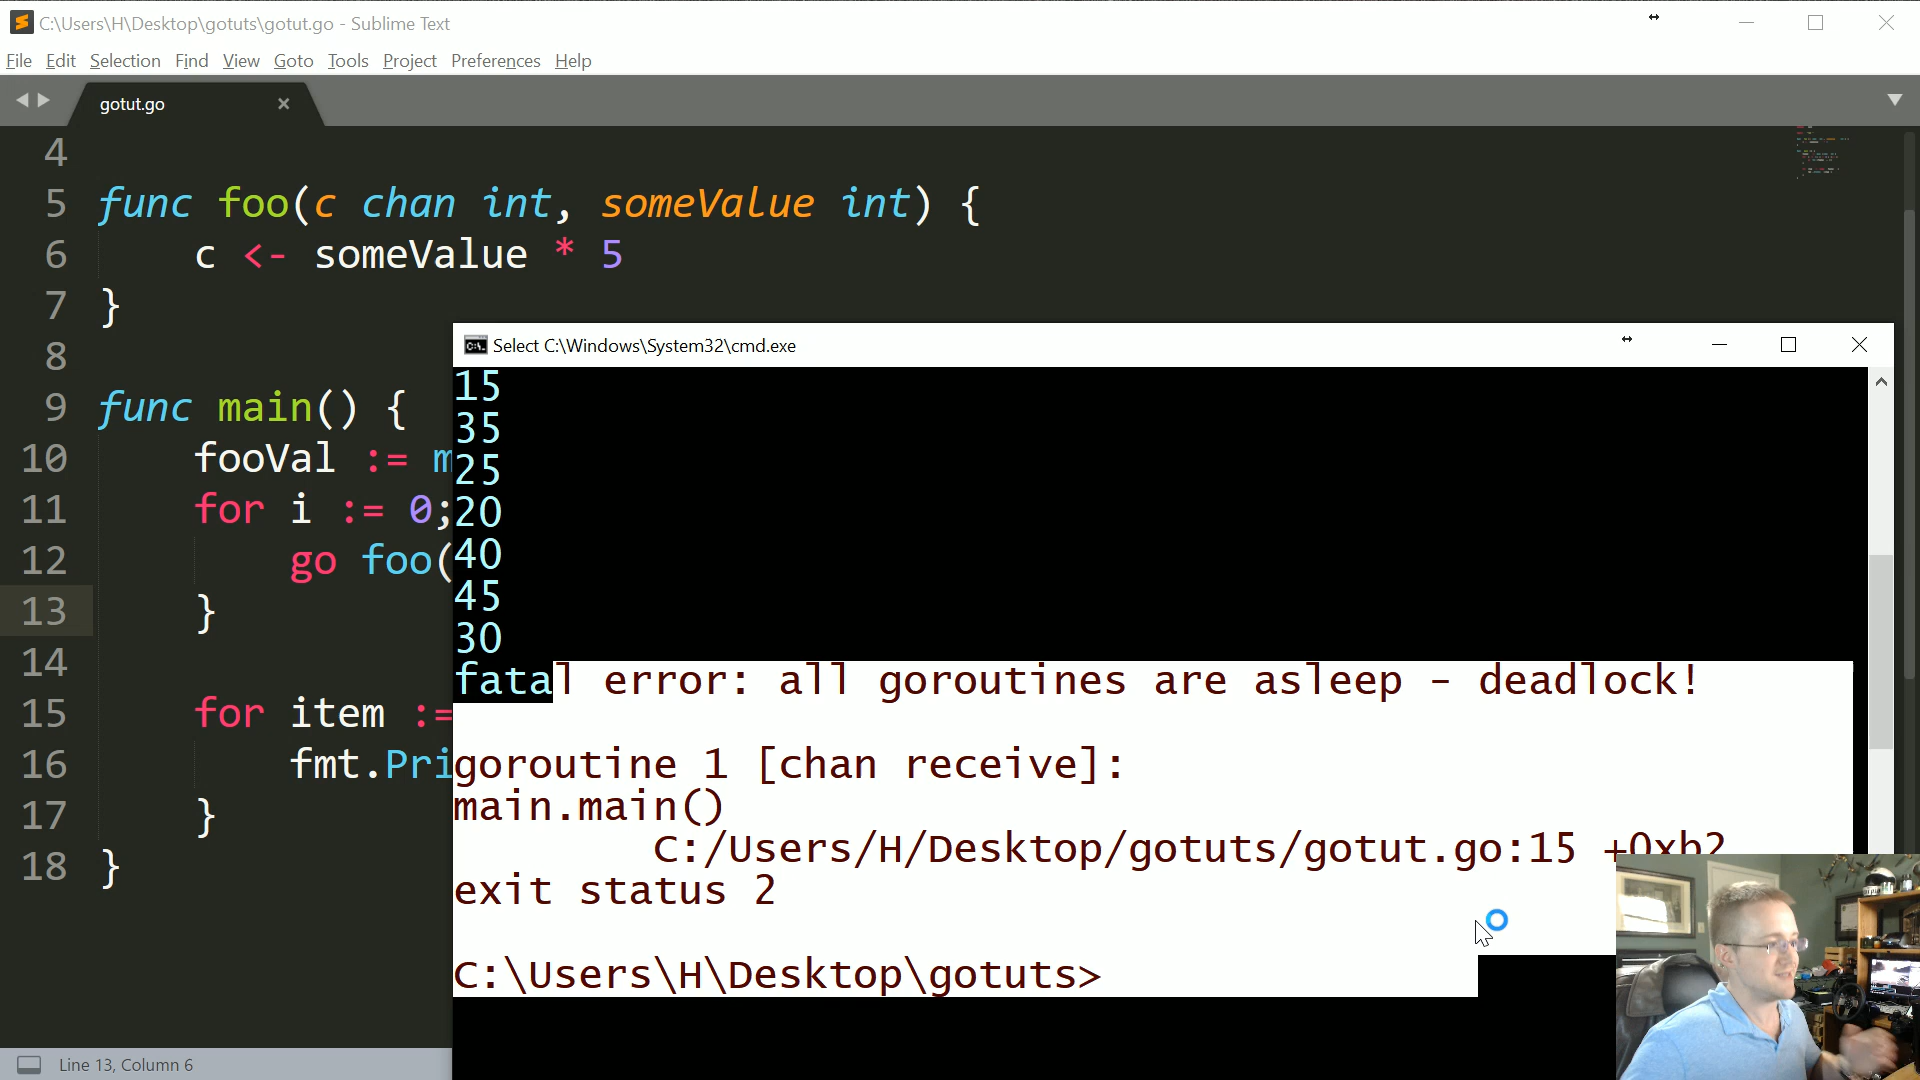 C:\Users\H\Desktop\gotuts\gotut.go - Sublime Text
File Edit Selection Find View Goto Tools Project Preferences Help
gotut.go
4
5 func foo(c chan int, someValue int) {
6 c <- someValue * 5
7 }
8
9 func main() {
10 fooVal := m
11 for i := 0;
12 go foo(
13 }
14
15 for item :=
16 fmt.Pri
17 }
18 }
Line 13, Column 6
Select C:\Windows\System32\cmd.exe
15
35
25
20
40
45
30
fatal error: all goroutines are asleep - deadlock!
goroutine 1 [chan receive]:
main.main()
C:/Users/H/Desktop/gotuts/gotut.go:15 +0xb2
exit status 2
C:\Users\H\Desktop\gotuts>